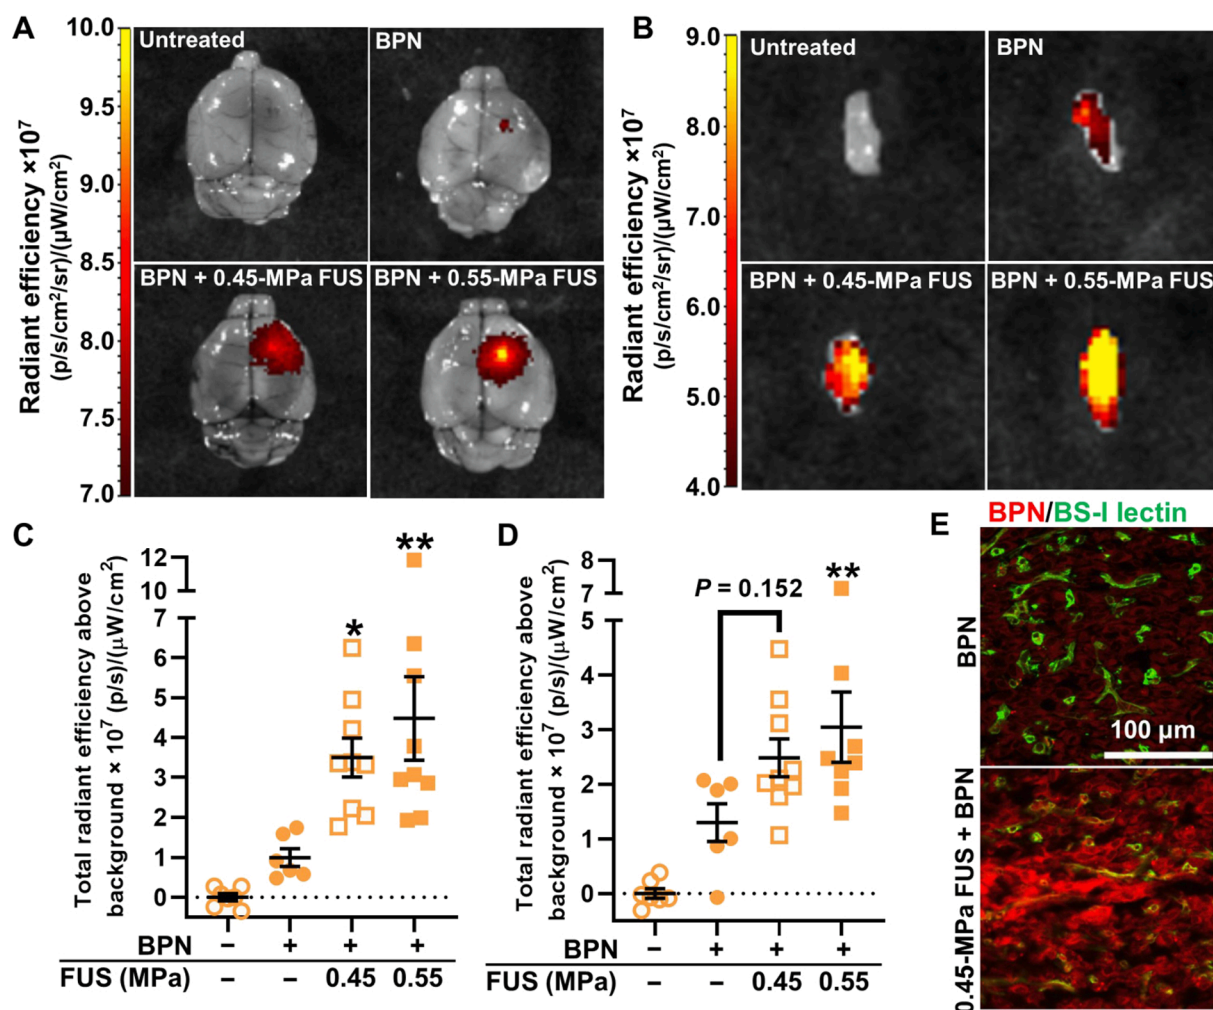 A
10.0
9.5
9.0
8.5
8.0
7.5
7.0
Radiant efficiency ×10⁷
(p/s/cm²/sr)/(μW/cm²)
Untreated
BPN
BPN + 0.45-MPa FUS
BPN + 0.55-MPa FUS
B
9.0
8.0
7.0
6.0
5.0
4.0
Radiant efficiency ×10⁷
(p/s/cm²/sr)/(μW/cm²)
Untreated
BPN
BPN + 0.45-MPa FUS
BPN + 0.55-MPa FUS
C
Total radiant efficiency above
background × 10⁷ (p/s)/(μW/cm²)
12
10
7
6
5
4
3
2
1
0
*
**
BPN – + + +
FUS (MPa) – – 0.45 0.55
D
Total radiant efficiency above
background × 10⁷ (p/s)/(μW/cm²)
8
7
5
4
3
2
1
0
P = 0.152
**
BPN – + + +
FUS (MPa) – – 0.45 0.55
E
BPN/BS-I lectin
BPN
100 μm
0.45-MPa FUS + BPN